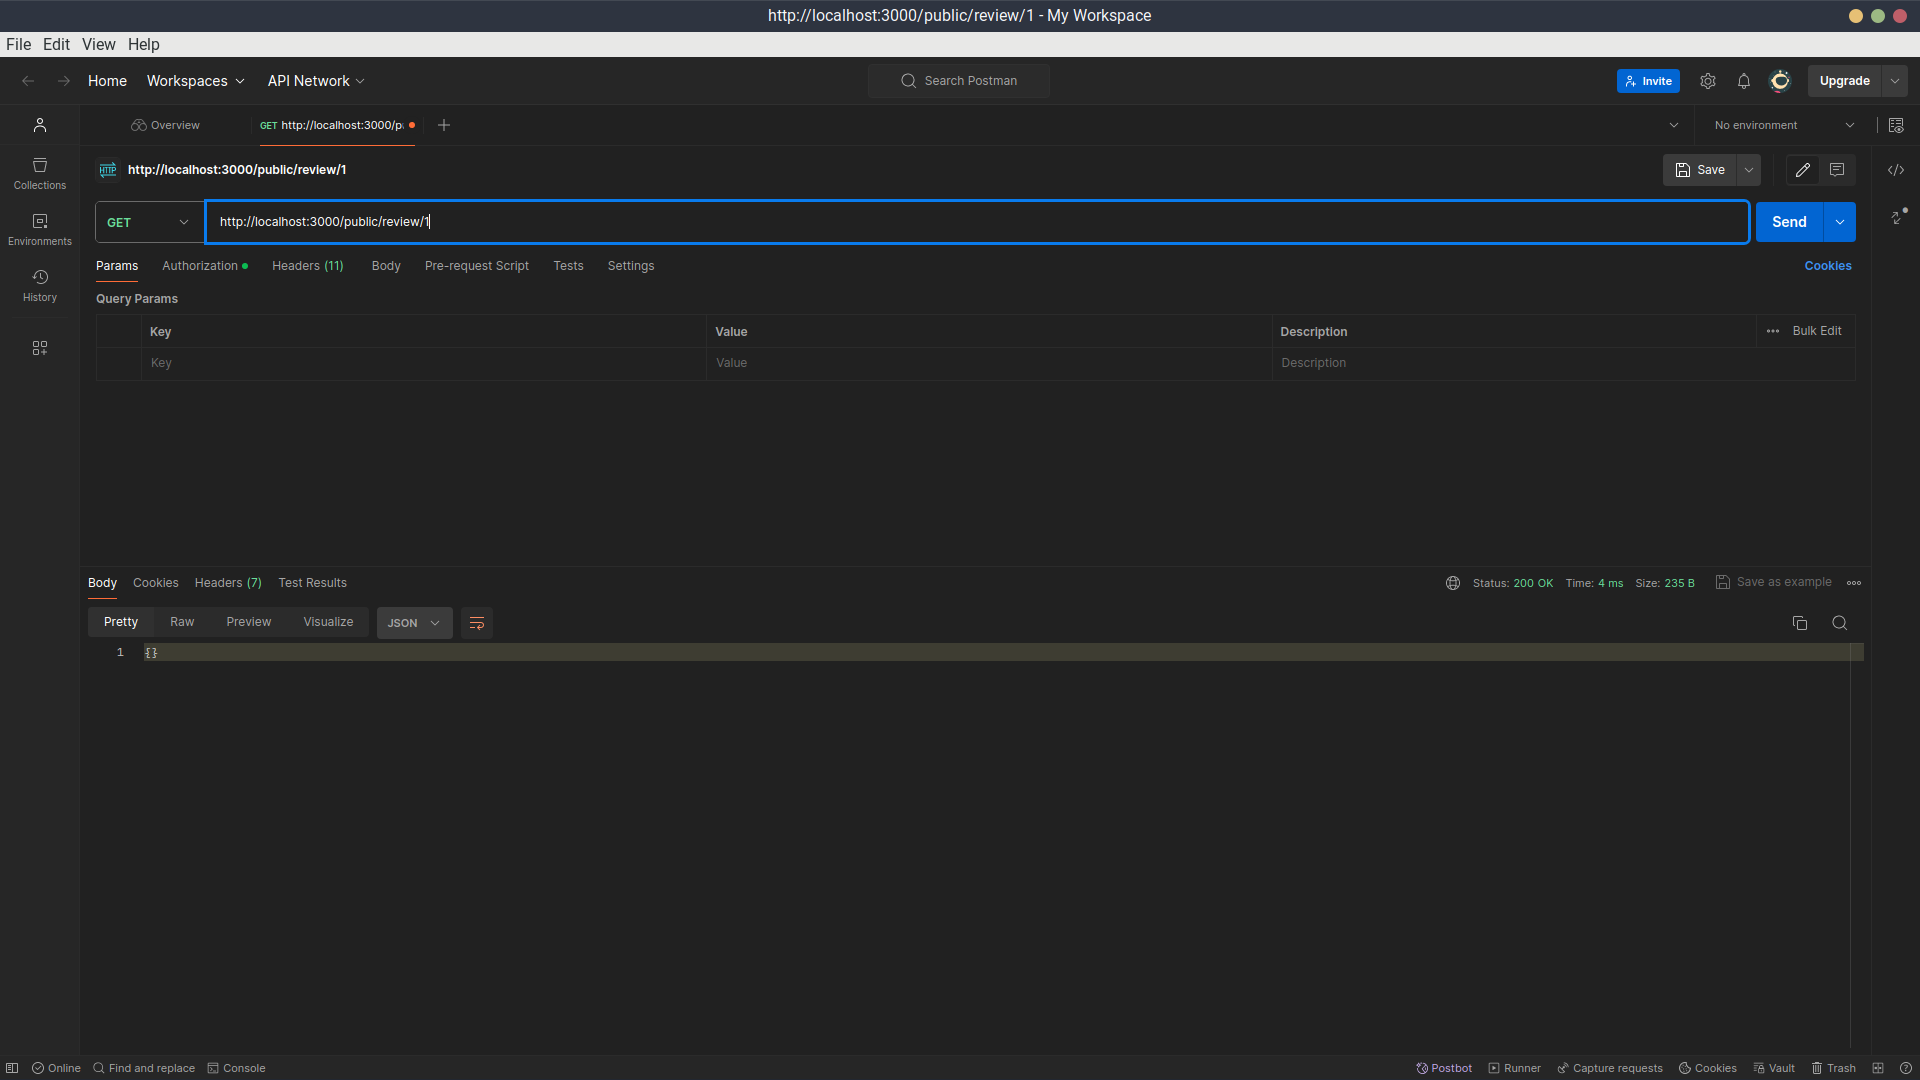 http://localhost:3000/public/review/1 - My Workspace
File Edit View Help
Home Workspaces API Network Search Postman Invite Upgrade
Overview GET http://localhost:3000/p No environment
HTTP http://localhost:3000/public/review/1 Save
Collections
GET http://localhost:3000/public/review/1 Send
Environments
Params Authorization Headers (11) Body Pre-request Script Tests Settings Cookies
History
Query Params
Key Value Description Bulk Edit
Key Value Description
Body Cookies Headers (7) Test Results Status: 200 OK Time: 4 ms Size: 235 B Save as example
Pretty Raw Preview Visualize JSON
1 {}
Online Find and replace Console Postbot Runner Capture requests Cookies Vault Trash